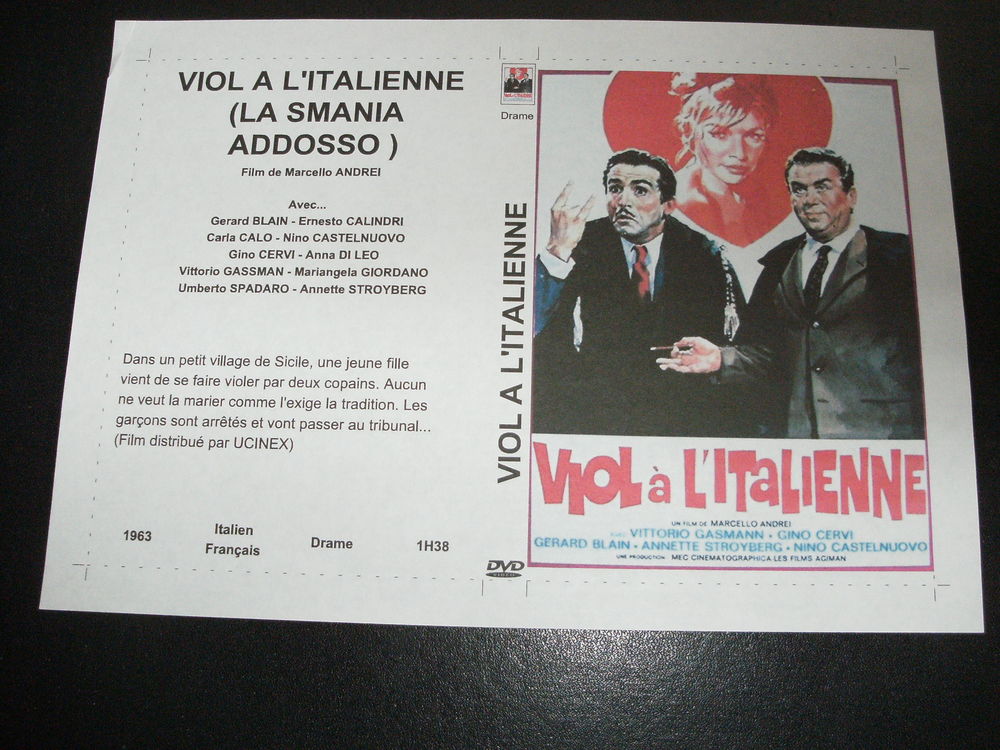 VIOL A L'ITALIENNE
(LA SMANIA
ADDOSSO )
Film de Marcello ANDREI
Avec...
Gerard BLAIN - Ernesto CALINDRI
Carla CALO - Nino CASTELNUOVO
Gino CERVI - Anna DI LEO
Vittorio GASSMAN - Mariangela GIORDANO
Umberto SPADARO - Annette STROYBERG
Dans un petit village de Sicile, une jeune fille
vient de se faire violer par deux copains. Aucun
ne veut la marier comme l'exige la tradition. Les
garçons sont arrêtés et vont passer au tribunal...
(Film distribué par UCINEX)
1963
Italien
Français
Drame
1H38
Drame
VIOL A L'ITALIENNE
DVD
VIDEO
VIOL à L'ITALIENNE
UN FILM DE MARCELLO ANDREI
AVEC VITTORIO GASMANN • GINO CERVI
GERARD BLAIN • ANNETTE STROYBERG • NINO CASTELNUOVO
UNE PRODUCTION MEC CINEMATOGRAPHICA LES FILMS AGIMAN